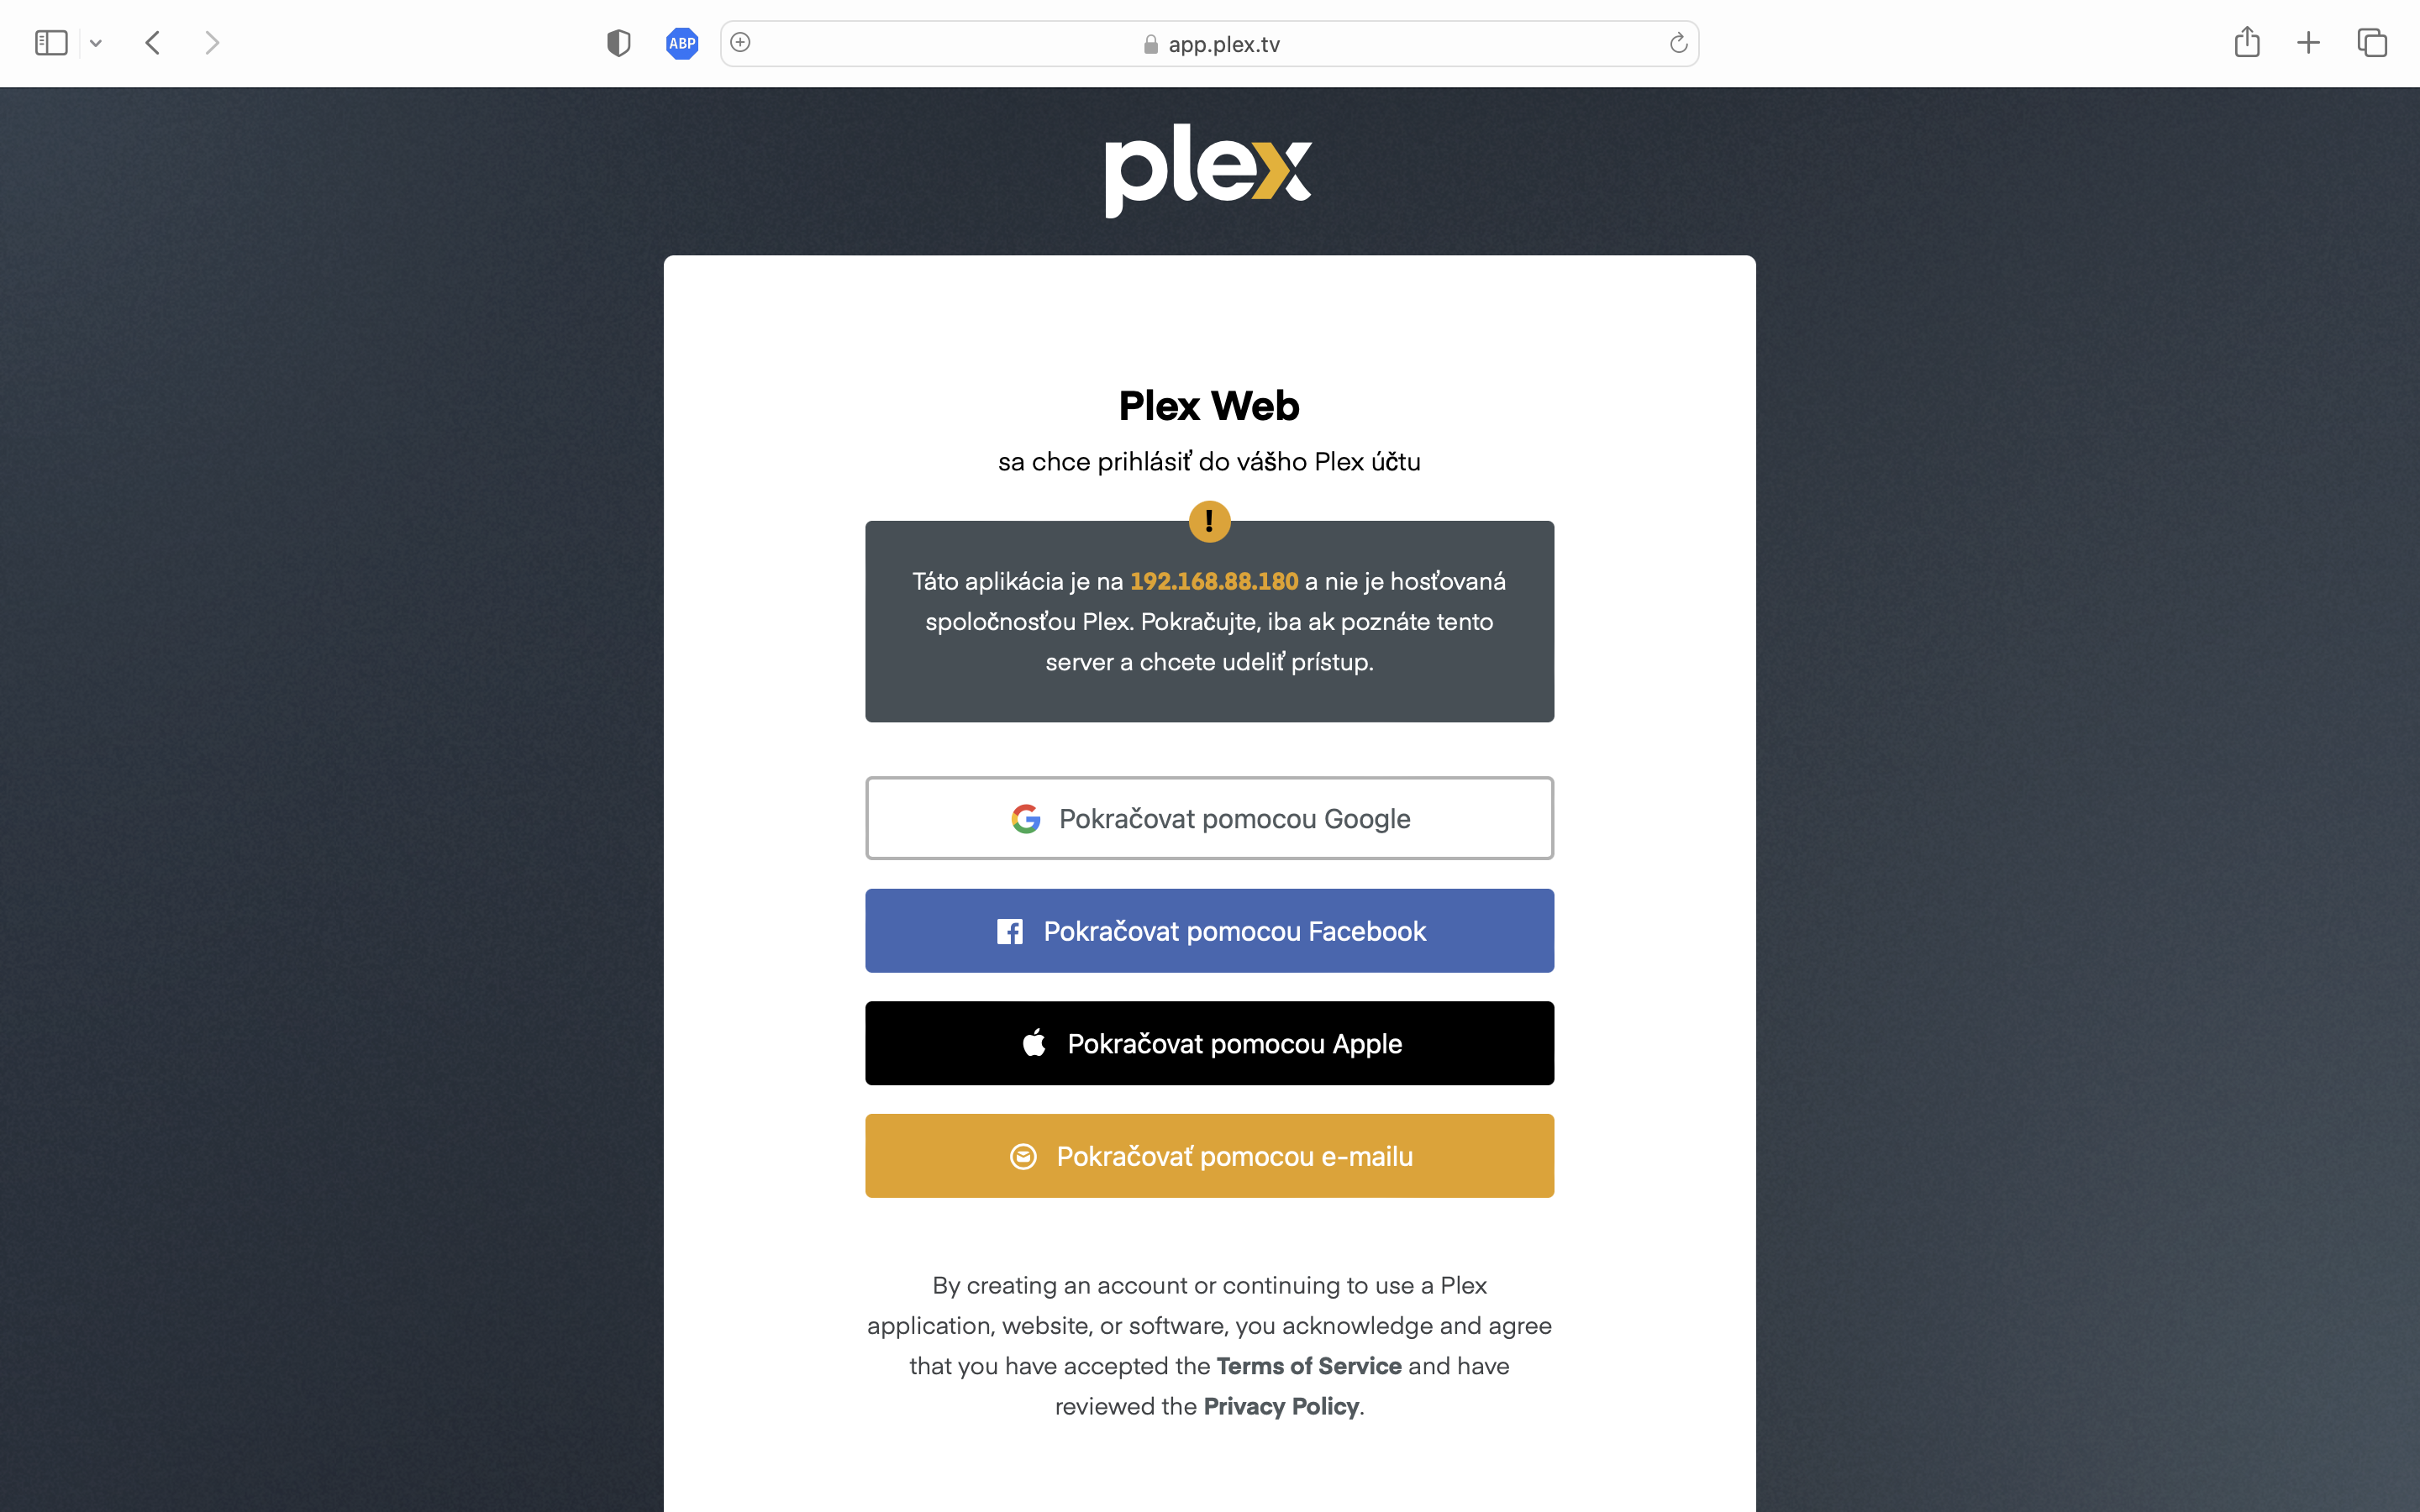 ABP
app.plex.tv
plex
Plex Web
sa chce prihlásiť do vášho Plex účtu
!
Táto aplikácia je na 192.168.88.180 a nie je hosťovaná
spoločnosťou Plex. Pokračujte, iba ak poznáte tento
server a chcete udeliť prístup.
Pokračovat pomocou Google
Pokračovat pomocou Facebook
Pokračovat pomocou Apple
Pokračovať pomocou e-mailu
By creating an account or continuing to use a Plex
application, website, or software, you acknowledge and agree
that you have accepted the Terms of Service and have
reviewed the Privacy Policy.